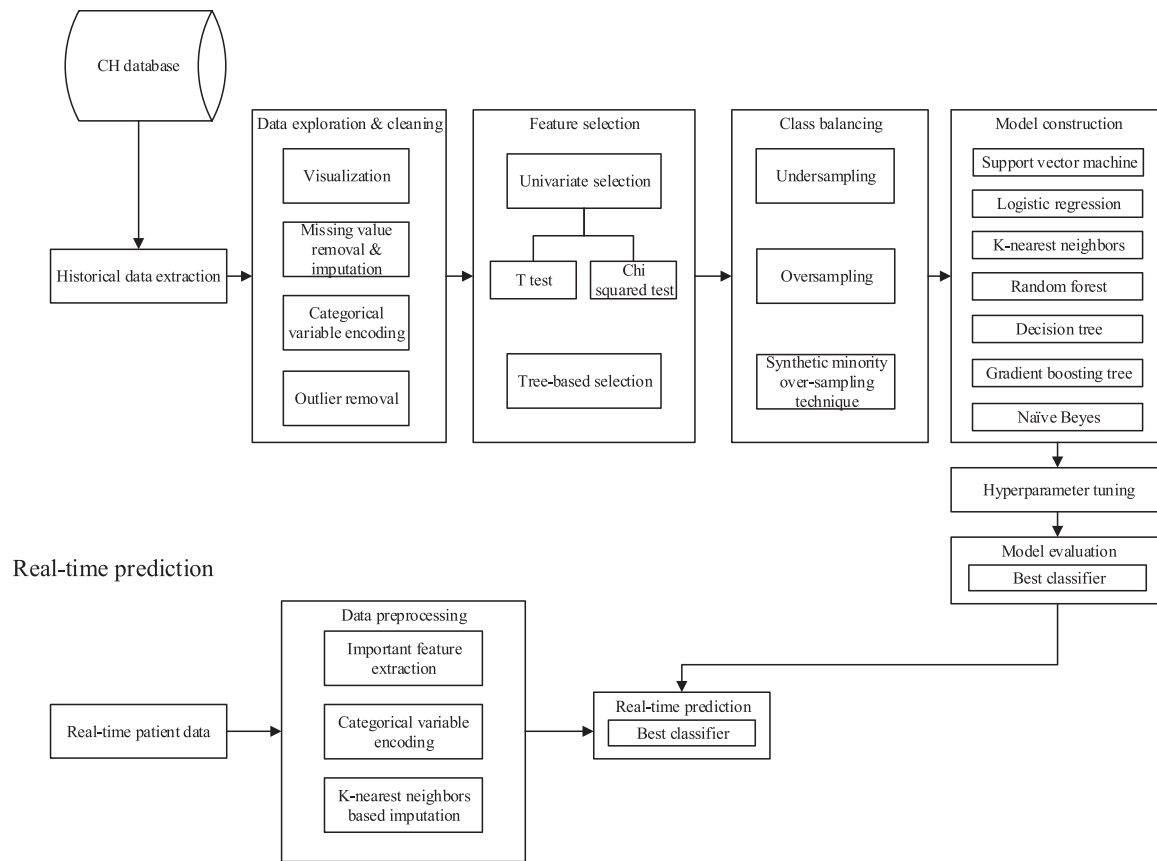 CH database
Historical data extraction
Data exploration & cleaning
Visualization
Missing value
removal &
imputation
Categorical
variable encoding
Outlier removal
Feature selection
Univariate selection
T test
Chi
squared test
Tree-based selection
Class balancing
Undersampling
Oversampling
Synthetic minority
over-sampling
technique
Model construction
Support vector machine
Logistic regression
K-nearest neighbors
Random forest
Decision tree
Gradient boosting tree
Naïve Beyes
Hyperparameter tuning
Model evaluation
Best classifier
Real-time prediction
Real-time patient data
Data preprocessing
Important feature
extraction
Categorical variable
encoding
K-nearest neighbors
based imputation
Real-time prediction
Best classifier